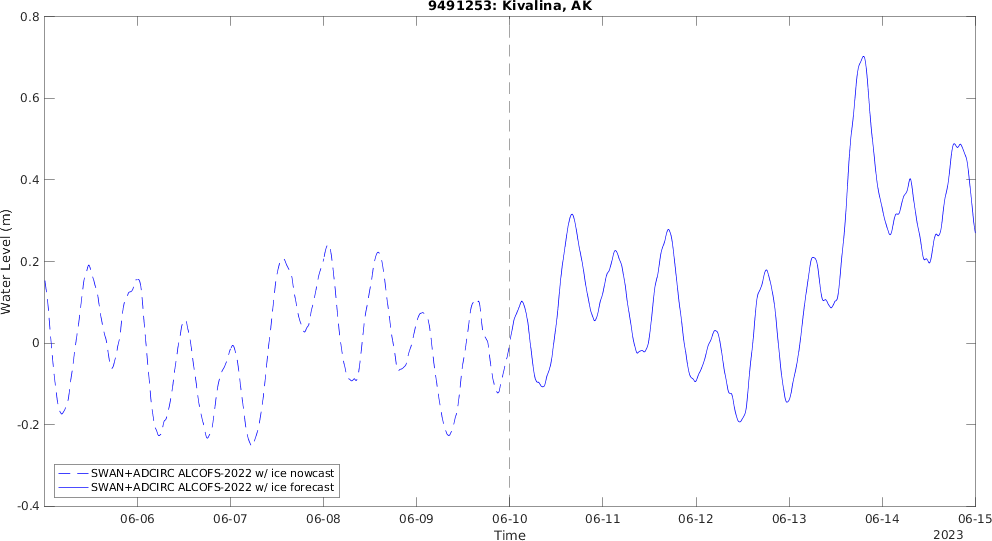 9491253: Kivalina, AK
Water Level (m)
0.8
0.6
0.4
0.2
0
-0.2
-0.4
SWAN+ADCIRC ALCOFS-2022 w/ ice nowcast
SWAN+ADCIRC ALCOFS-2022 w/ ice forecast
06-06 06-07 06-08 06-09 06-10 06-11 06-12 06-13 06-14 06-15
Time
2023